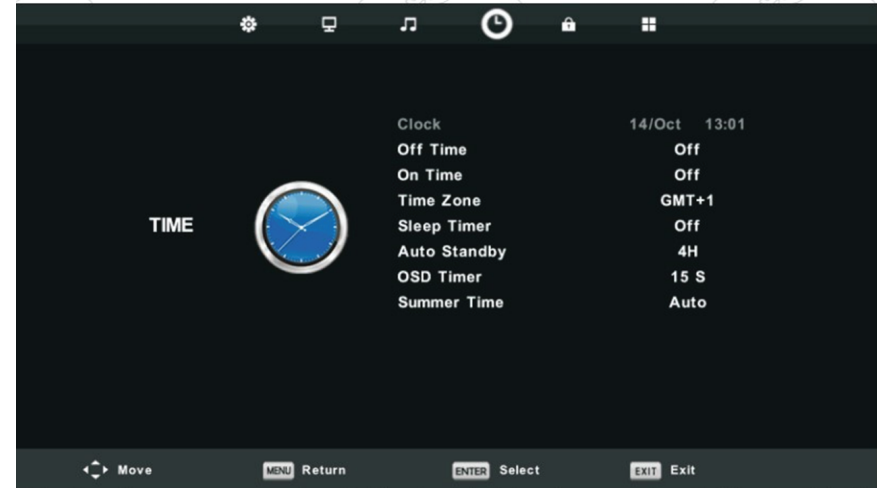 Clock 14/Oct 13:01
Off Time Off
On Time Off
Time Zone GMT+1
TIME
Sleep Timer Off
Auto Standby 4H
OSD Timer 15 S
Summer Time Auto
Move MENU Return ENTER Select EXIT Exit